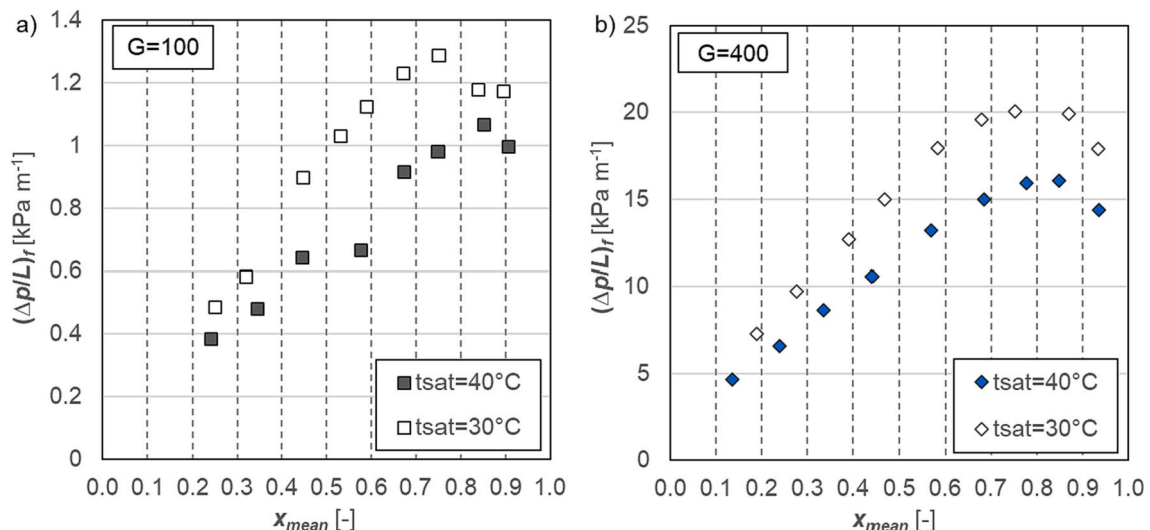 a)
G=100
(Δp/L)f [kPa m-1]
1.4
1.2
1
0.8
0.6
0.4
0.2
0
0.0 0.1 0.2 0.3 0.4 0.5 0.6 0.7 0.8 0.9 1.0
xmean [-]
tsat=40°C
tsat=30°C
b)
G=400
(Δp/L)f [kPa m-1]
25
20
15
10
5
0
0.0 0.1 0.2 0.3 0.4 0.5 0.6 0.7 0.8 0.9 1.0
xmean [-]
tsat=40°C
tsat=30°C